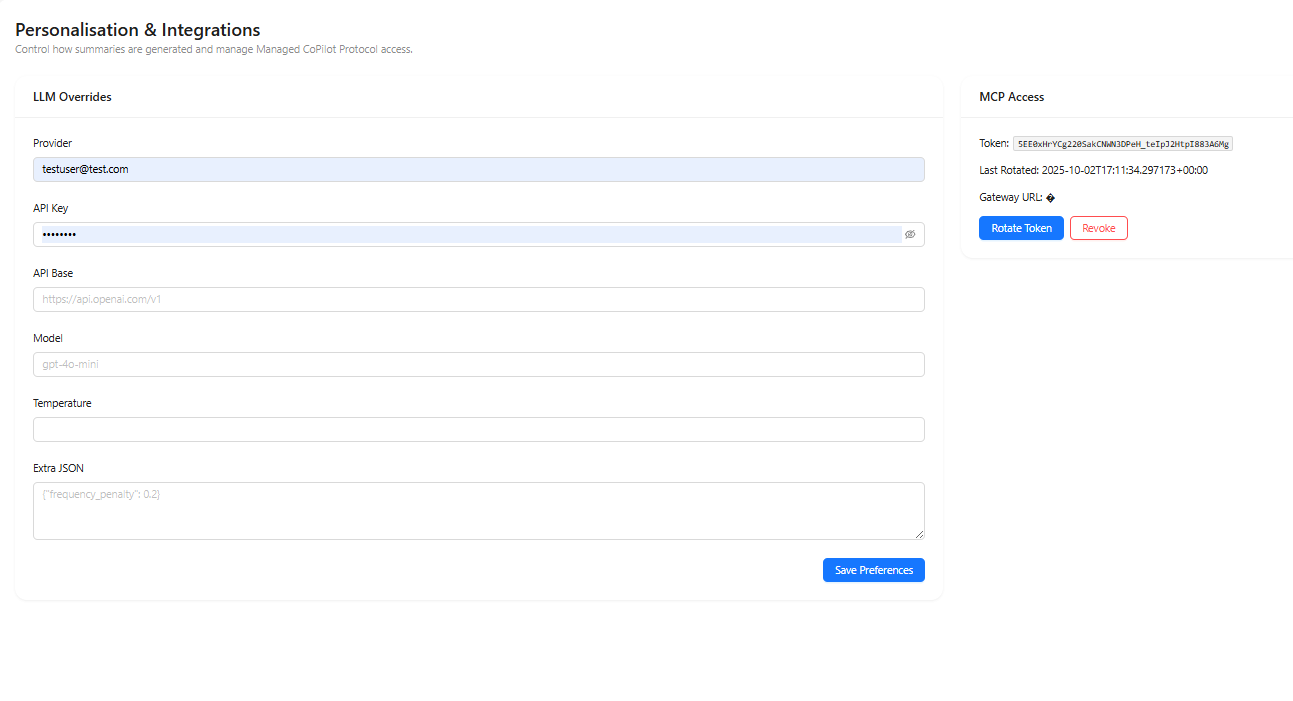 Personalisation & Integrations
Control how summaries are generated and manage Managed CoPilot Protocol access.
LLM Overrides
Provider
testuser@test.com
API Key
••••••••
API Base
https://api.openai.com/v1
Model
gpt-4o-mini
Temperature
Extra JSON
{"frequency_penalty": 0.2}
Save Preferences
MCP Access
Token: 5EE0xHrYCg220SakCNWN3DPeH_teIpJ2HtpI883A6Mg
Last Rotated: 2025-10-02T17:11:34.297173+00:00
Gateway URL: �
Rotate Token
Revoke